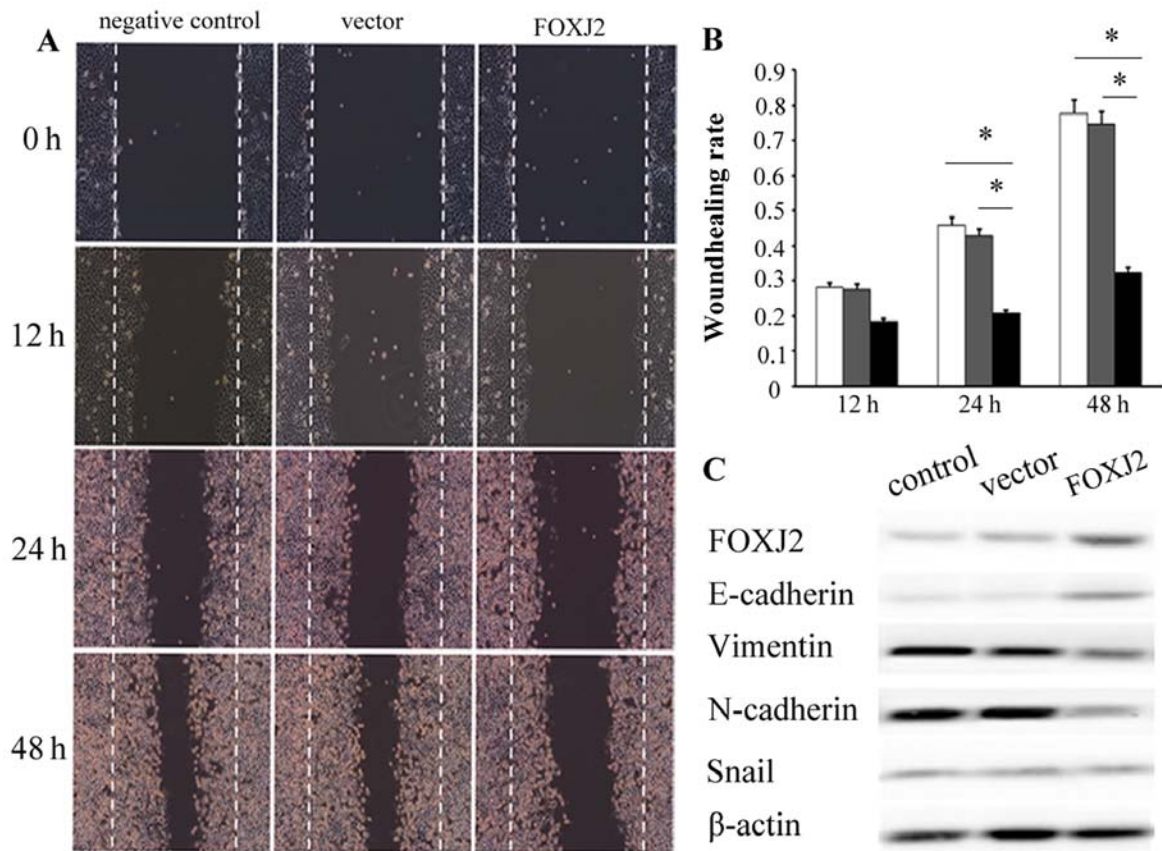 A
negative control
vector
FOXJ2
0 h
12 h
24 h
48 h
B
Woundhealing rate
0.9
0.8
0.7
0.6
0.5
0.4
0.3
0.2
0.1
0
*
*
*
*
12 h
24 h
48 h
C
control
vector
FOXJ2
FOXJ2
E-cadherin
Vimentin
N-cadherin
Snail
β-actin